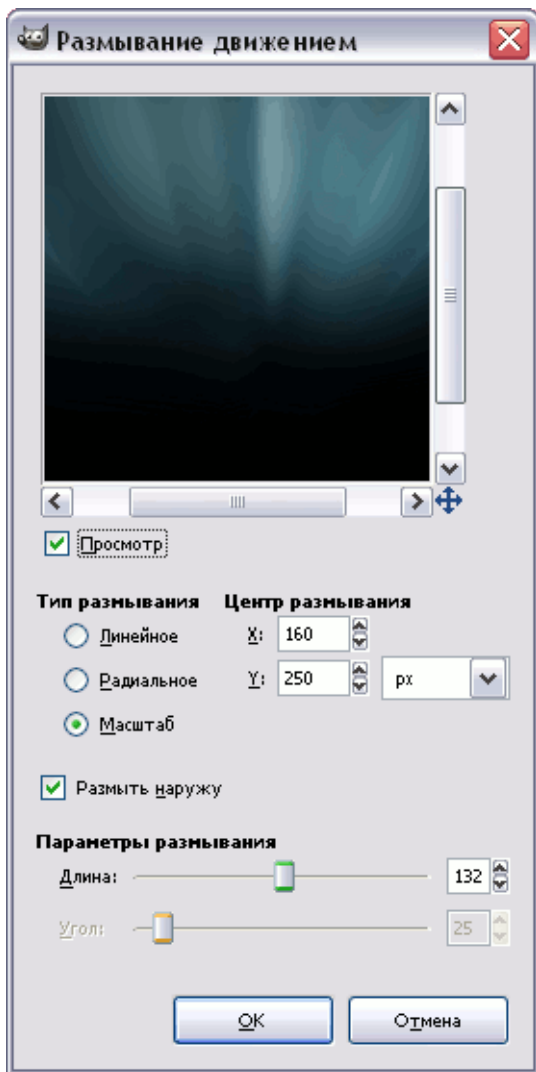 Размывание движением
Просмотр
Тип размывания Центр размывания
Линейное X: 160
Радиальное Y: 250 px
Масштаб
Размыть наружу
Параметры размывания
Длина: 132
Угол: 25
OK Отмена